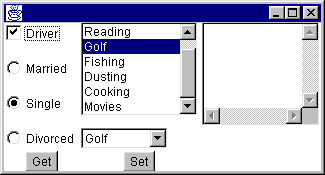 Driver
Reading
Golf
Fishing
Married
Dusting
Cooking
Single
Movies
Divorced
Golf
Get
Set